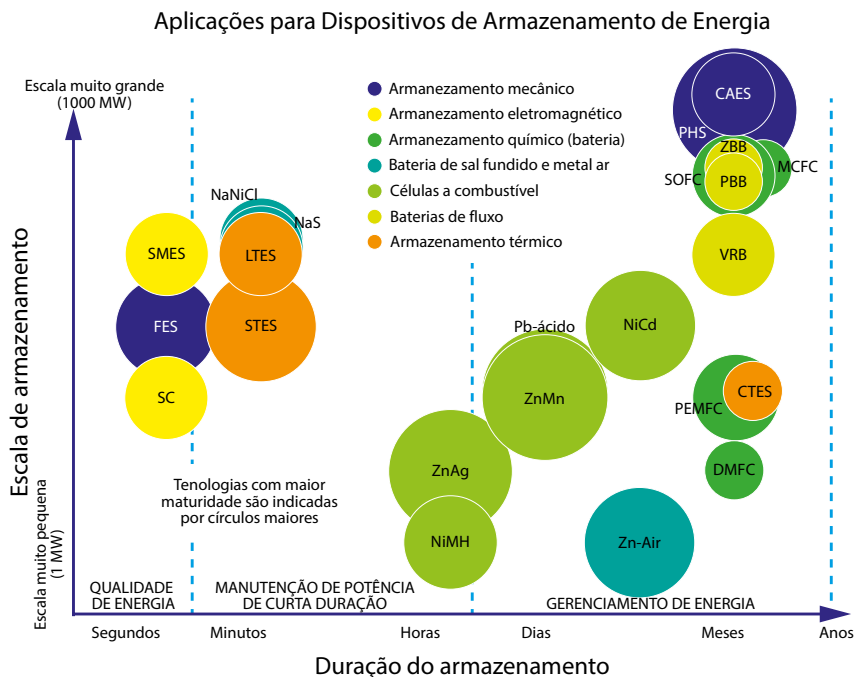 Aplicações para Dispositivos de Armazenamento de Energia
Escala muito grande
(1000 MW)
Armanezamento mecânico
Armanezamento eletromagnético
Armanezamento químico (bateria)
Bateria de sal fundido e metal ar
Células a combustível
Baterias de fluxo
Armazenamento térmico
CAES
PHS
ZBB
MCFC
SOFC
PBB
NaNiCl
NaS
SMES
LTES
VRB
FES
STES
Pb-ácido
NiCd
SC
ZnMn
CTES
PEMFC
ZnAg
DMFC
Tenologias com maior
maturidade são indicadas
por círculos maiores
NiMH
Zn-Air
Escala de armazenamento
Escala muito pequena
(1 MW)
QUALIDADE
DE ENERGIA
MANUTENÇÃO DE POTÊNCIA
DE CURTA DURAÇÃO
GERENCIAMENTO DE ENERGIA
Segundos
Minutos
Horas
Dias
Meses
Anos
Duração do armazenamento